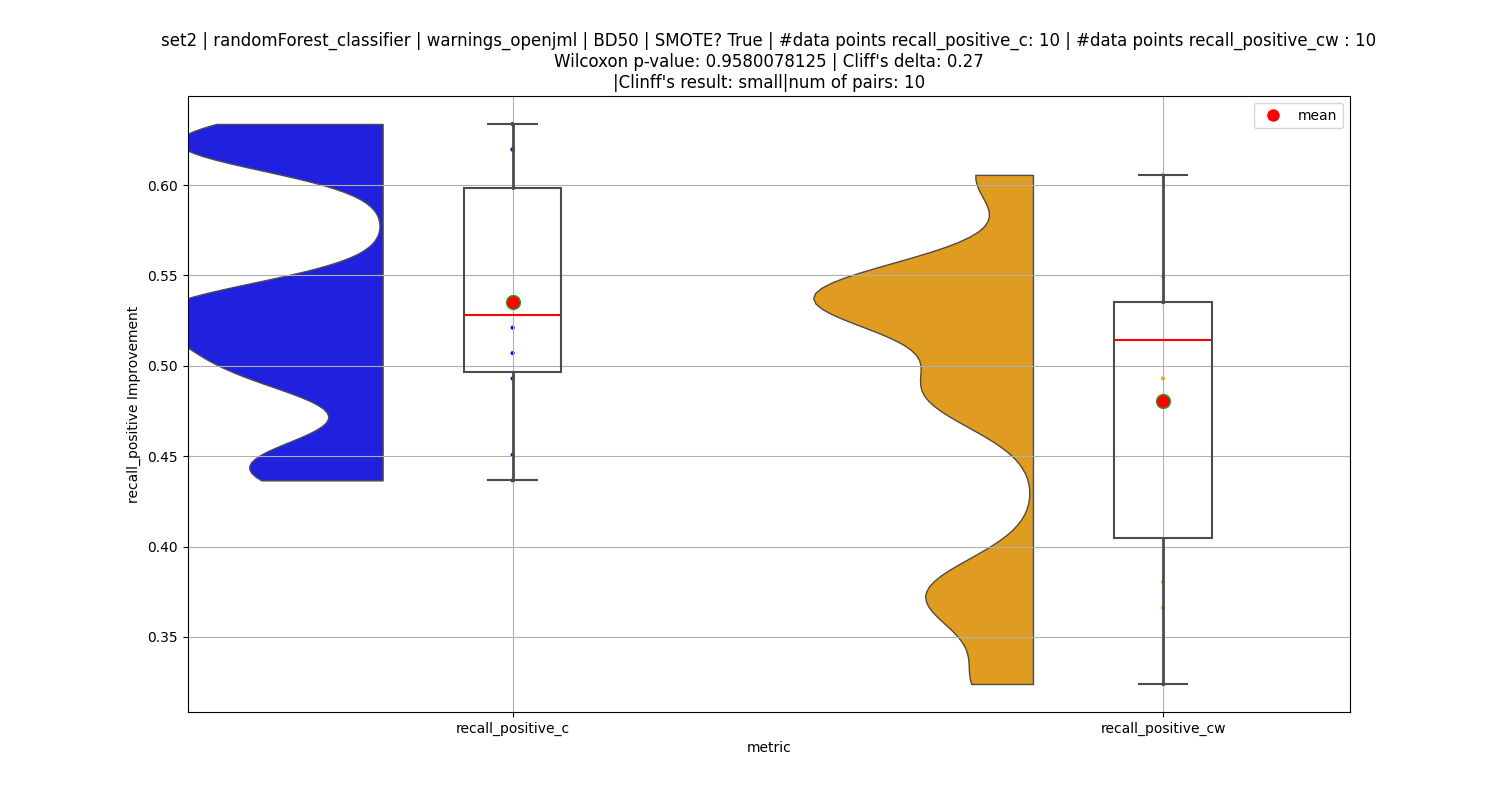 set2 | randomForest_classifier | warnings_openjml | BD50 | SMOTE? True | #data points recall_positive_c: 10 | #data points recall_positive_cw : 10
Wilcoxon p-value: 0.9580078125 | Cliff's delta: 0.27
|Clinff's result: small|num of pairs: 10
mean
0.60
0.55
0.50
0.45
0.40
0.35
recall_positive Improvement
recall_positive_c
recall_positive_cw
metric